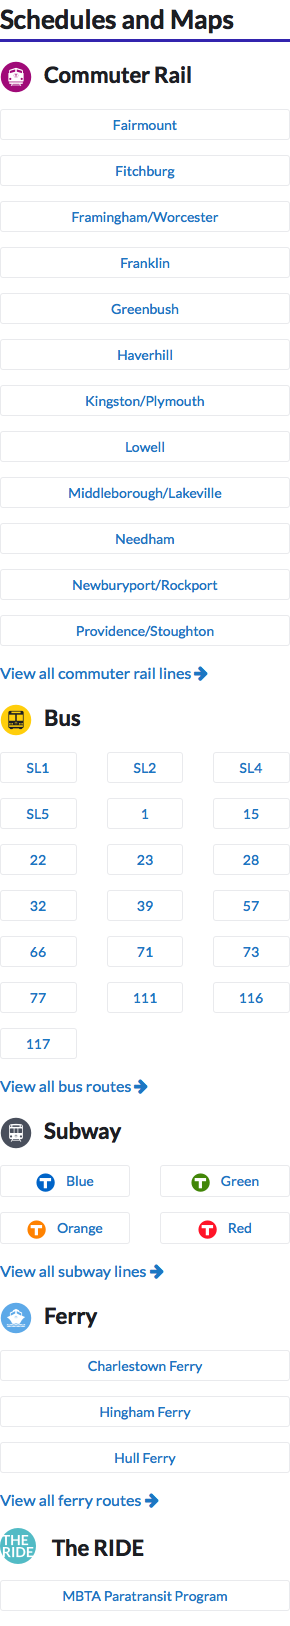 Schedules and Maps
Commuter Rail
Fairmount
Fitchburg
Framingham/Worcester
Franklin
Greenbush
Haverhill
Kingston/Plymouth
Lowell
Middleborough/Lakeville
Needham
Newburyport/Rockport
Providence/Stoughton
View all commuter rail lines
Bus
SL1 SL2 SL4
SL5 1 15
22 23 28
32 39 57
66 71 73
77 111 116
117
View all bus routes
Subway
T Blue T Green
T Orange T Red
View all subway lines
Ferry
Charlestown Ferry
Hingham Ferry
Hull Ferry
View all ferry routes
THE
RIDE
The RIDE
MBTA Paratransit Program